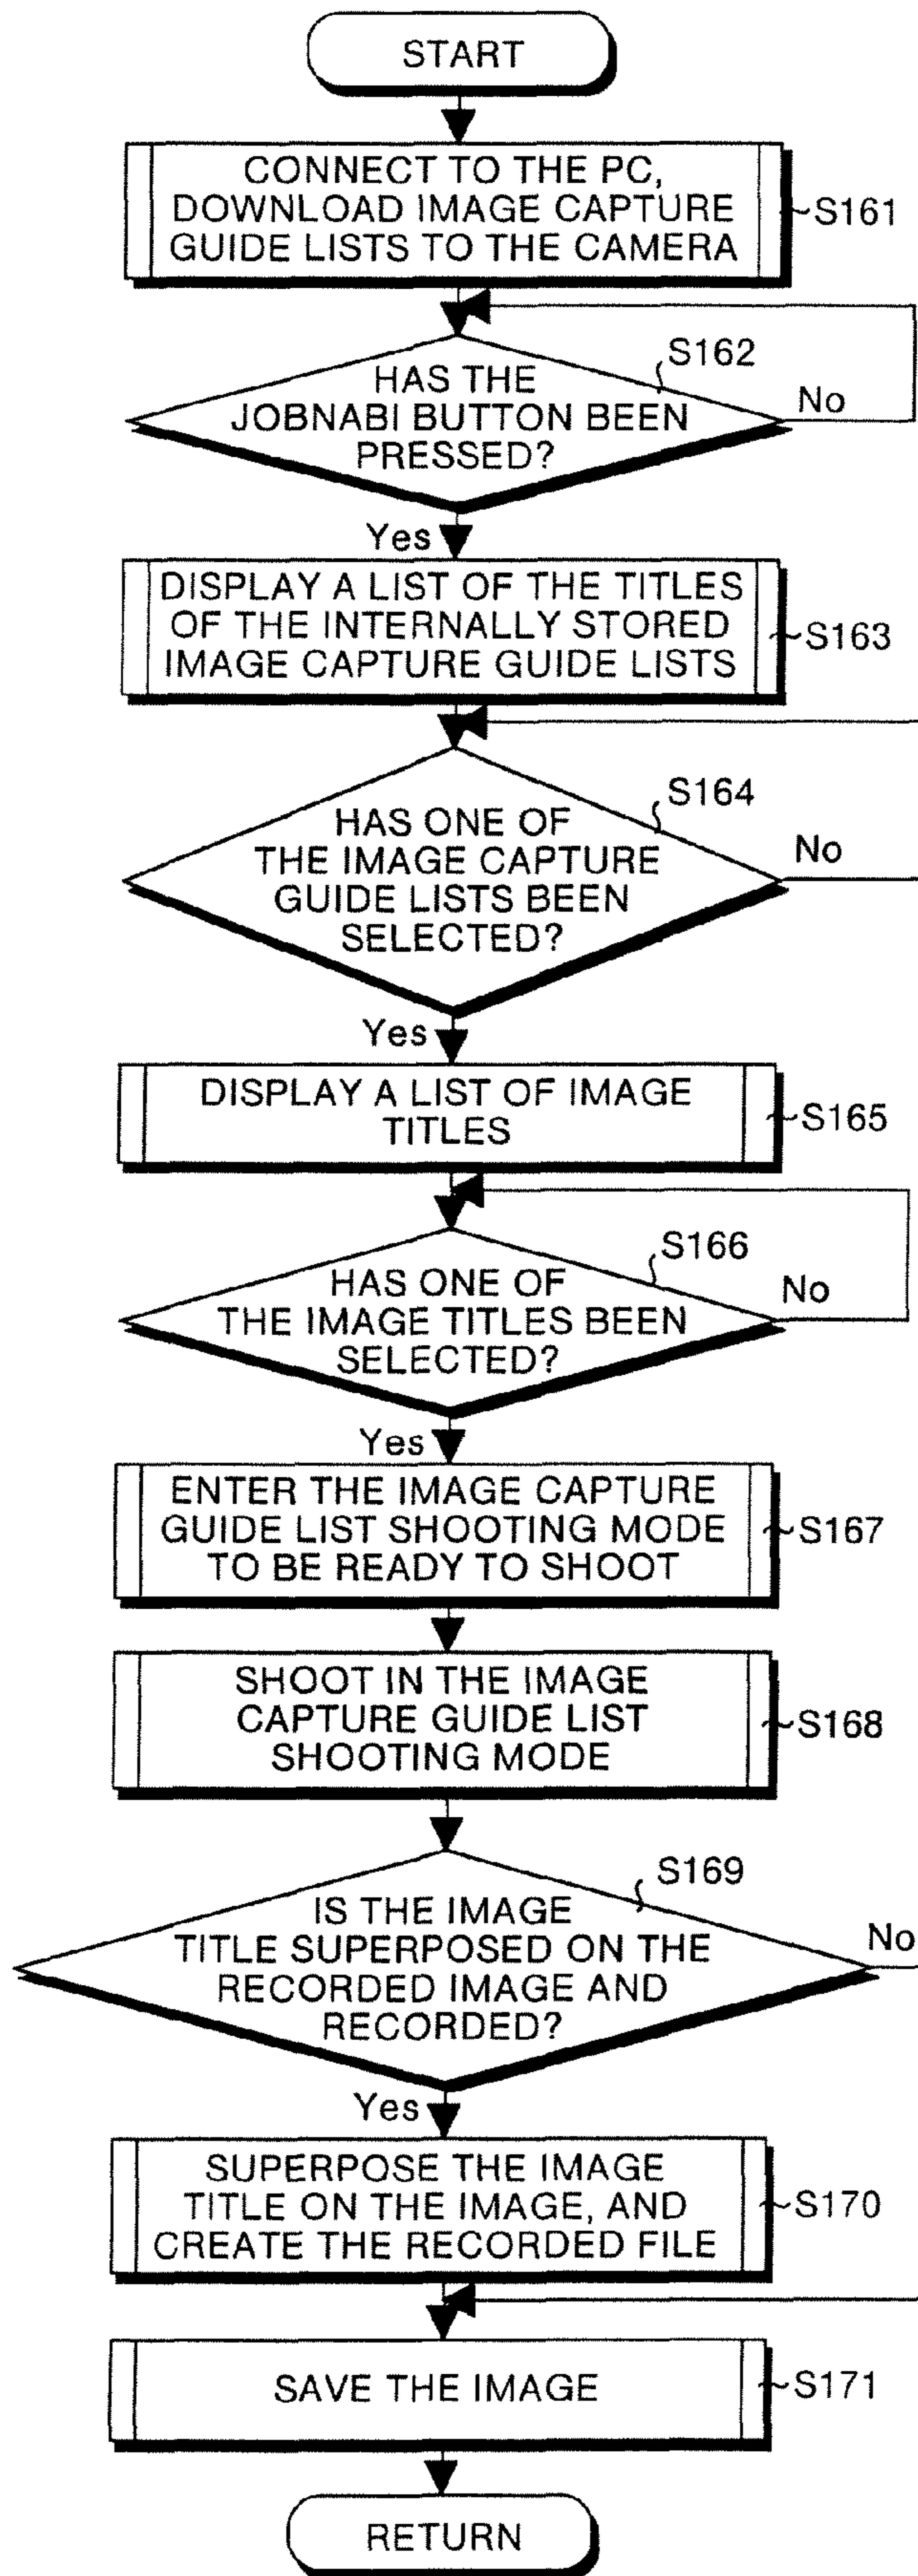 START
CONNECT TO THE PC,
DOWNLOAD IMAGE CAPTURE
GUIDE LISTS TO THE CAMERA
S161
S162
HAS THE
JOBNABI BUTTON BEEN
PRESSED?
No
Yes
DISPLAY A LIST OF THE TITLES
OF THE INTERNALLY STORED
IMAGE CAPTURE GUIDE LISTS
S163
S164
HAS ONE OF
THE IMAGE CAPTURE
GUIDE LISTS BEEN
SELECTED?
No
Yes
DISPLAY A LIST OF IMAGE
TITLES
S165
S166
HAS ONE OF
THE IMAGE TITLES BEEN
SELECTED?
No
Yes
ENTER THE IMAGE CAPTURE
GUIDE LIST SHOOTING MODE
TO BE READY TO SHOOT
S167
SHOOT IN THE IMAGE
CAPTURE GUIDE LIST
SHOOTING MODE
S168
S169
IS THE IMAGE
TITLE SUPERPOSED ON THE
RECORDED IMAGE AND
RECORDED?
No
Yes
SUPERPOSE THE IMAGE
TITLE ON THE IMAGE, AND
CREATE THE RECORDED FILE
S170
SAVE THE IMAGE
S171
RETURN